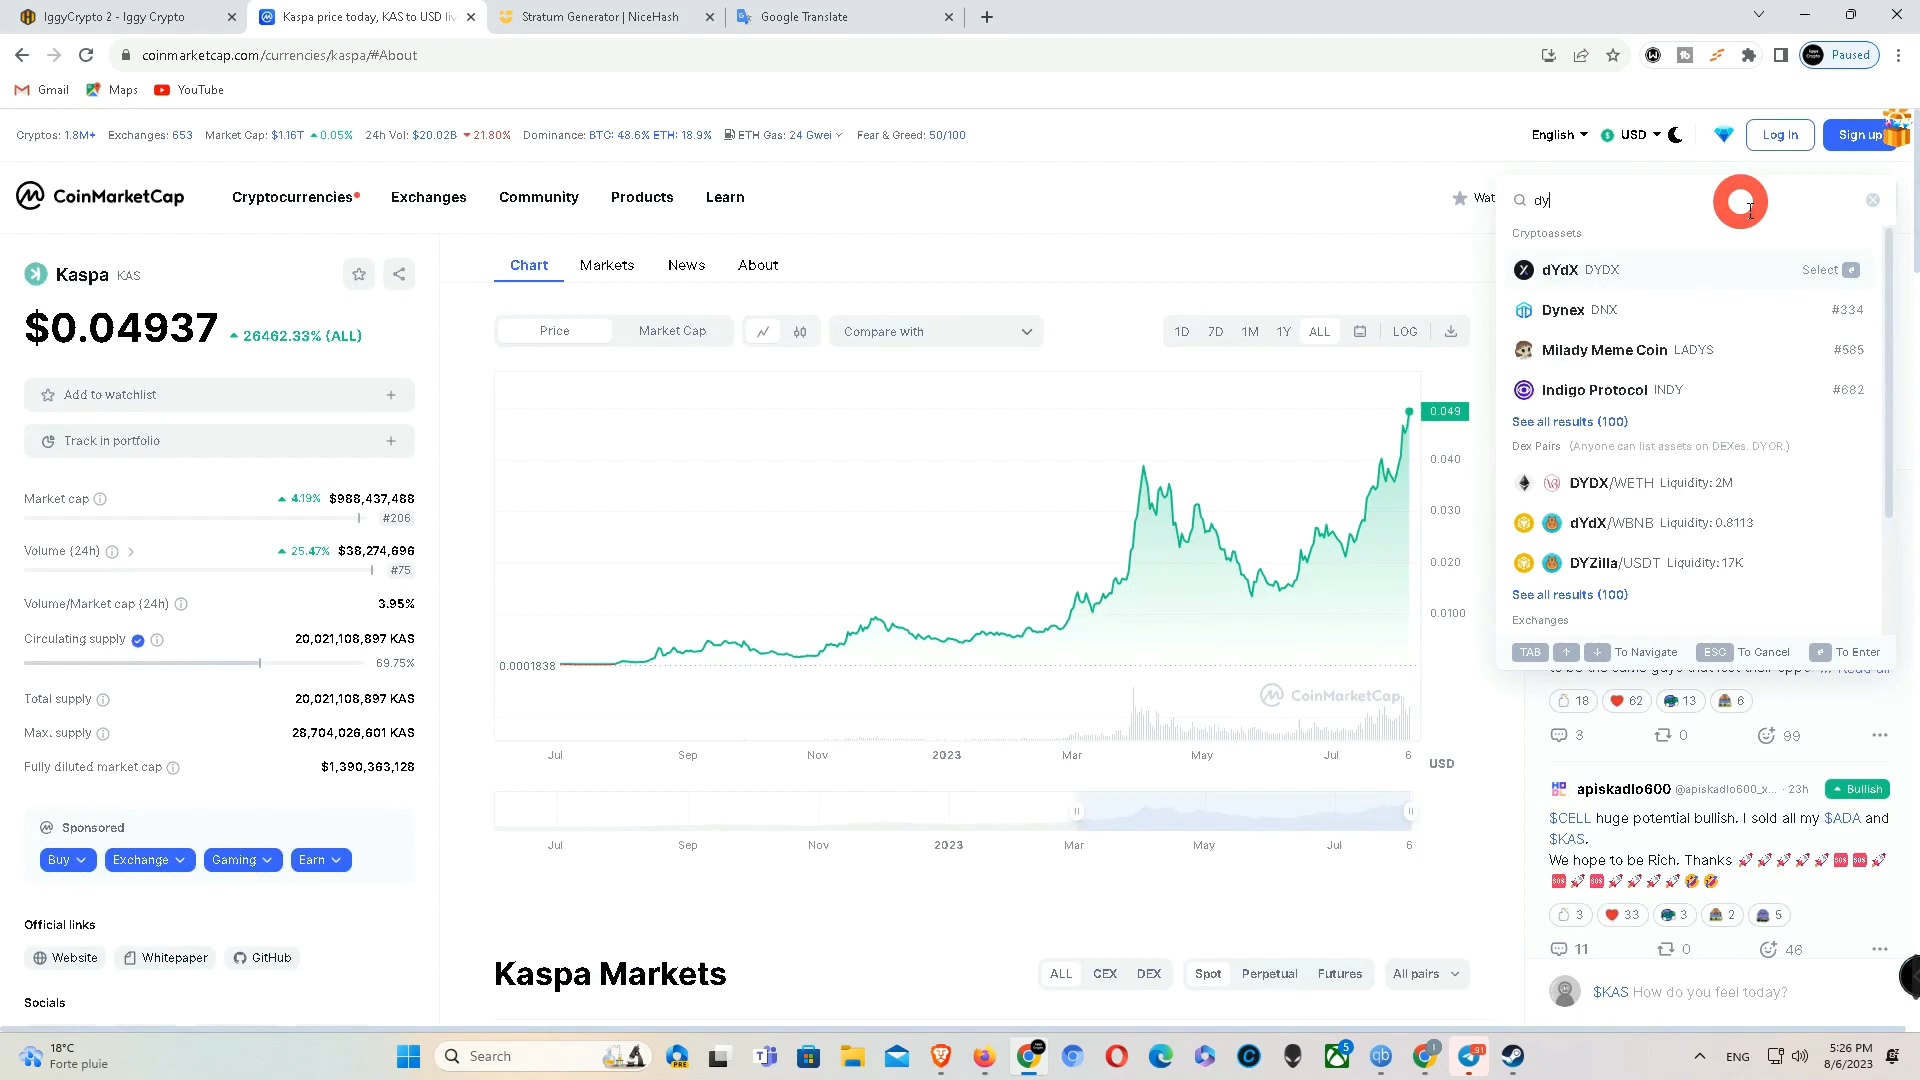 IggyCrypto 2 - Iggy Crypto
Kaspa price today, KAS to USD liv
Stratum Generator | NiceHash
Google Translate
coinmarketcap.com/currencies/kaspa/#About
Paused
Gmail
Maps
YouTube
Cryptos: 1.8M+ Exchanges: 653 Market Cap: $1.16T 0.05% 24h Vol: $20.02B 21.80% Dominance: BTC: 48.6% ETH: 18.9% ETH Gas: 24 Gwei Fear & Greed: 50/100
English USD
Log In
Sign up
CoinMarketCap
Cryptocurrencies Exchanges Community Products Learn
Wat
dy
Cryptoassets
dYdX DYDX Select
Dynex DNX #334
Milady Meme Coin LADYS #585
Indigo Protocol INDY #682
See all results (100)
Dex Pairs (Anyone can list assets on DEXes. DYOR.)
DYDX/WETH Liquidity: 2M
dYdX/WBNB Liquidity: 0.8113
DYZilla/USDT Liquidity: 17K
See all results (100)
Exchanges
TAB To Navigate ESC To Cancel To Enter
Kaspa KAS
$0.04937 26462.33% (ALL)
Add to watchlist +
Track in portfolio +
Market cap 4.19% $988,437,488
#206
Volume (24h) 25.47% $38,274,696
#75
Volume/Market cap (24h) 3.95%
Circulating supply 20,021,108,897 KAS
69.75%
Total supply 20,021,108,897 KAS
Max. supply 28,704,026,601 KAS
Fully diluted market cap $1,390,363,128
Sponsored
Buy Exchange Gaming Earn
Official links
Website Whitepaper GitHub
Socials
Chart Markets News About
Price Market Cap
Compare with
1D 7D 1M 1Y ALL LOG
0.049
0.040
0.030
0.020
0.0100
0.0001838
CoinMarketCap
Jul Sep Nov 2023 Mar May Jul 6
USD
Jul Sep Nov 2023 Mar May Jul 6
Kaspa Markets
ALL CEX DEX
Spot Perpetual Futures
All pairs
18 62 13 6
3 0 99
apiskadlo600 @apiskadlo600_x... · 23h Bullish
$CELL huge potential bullish. I sold all my $ADA and
$KAS.
We hope to be Rich. Thanks
3 33 3 2 5
11 0 46
$KAS How do you feel today?
18°C
Forte pluie
Search
PRE
5
91
ENG
5:26 PM
8/6/2023